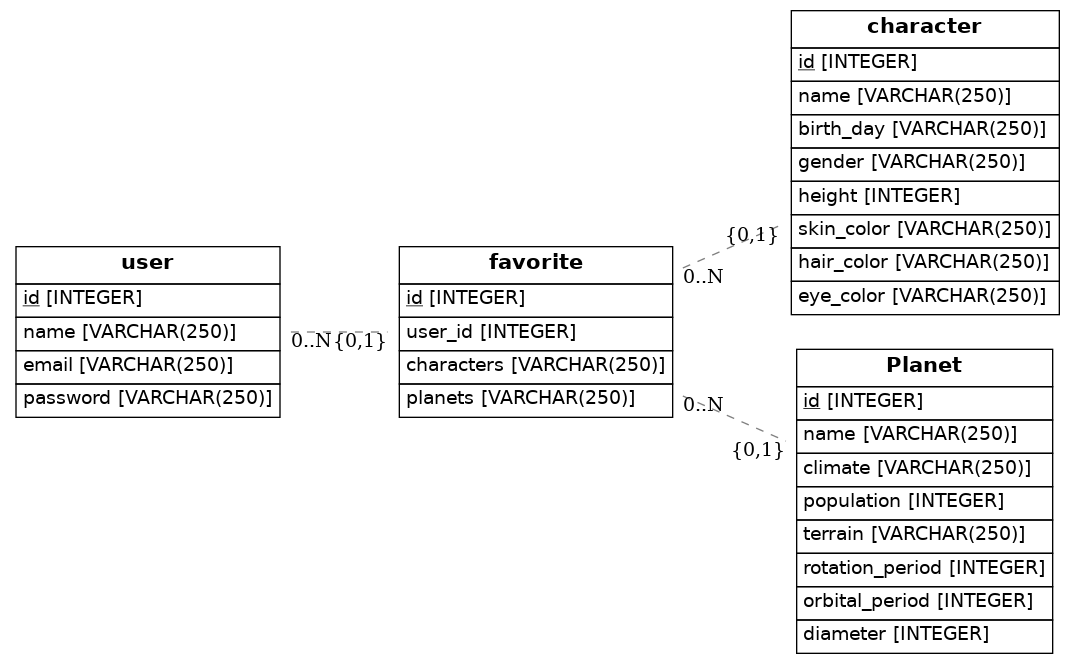 character
id [INTEGER]
name [VARCHAR(250)]
birth_day [VARCHAR(250)]
gender [VARCHAR(250)]
height [INTEGER]
skin_color [VARCHAR(250)]
hair_color [VARCHAR(250)]
eye_color [VARCHAR(250)]
{0,1}
0..N
user
id [INTEGER]
name [VARCHAR(250)]
email [VARCHAR(250)]
password [VARCHAR(250)]
0..N
{0,1}
favorite
id [INTEGER]
user_id [INTEGER]
characters [VARCHAR(250)]
planets [VARCHAR(250)]
0..N
{0,1}
Planet
id [INTEGER]
name [VARCHAR(250)]
climate [VARCHAR(250)]
population [INTEGER]
terrain [VARCHAR(250)]
rotation_period [INTEGER]
orbital_period [INTEGER]
diameter [INTEGER]